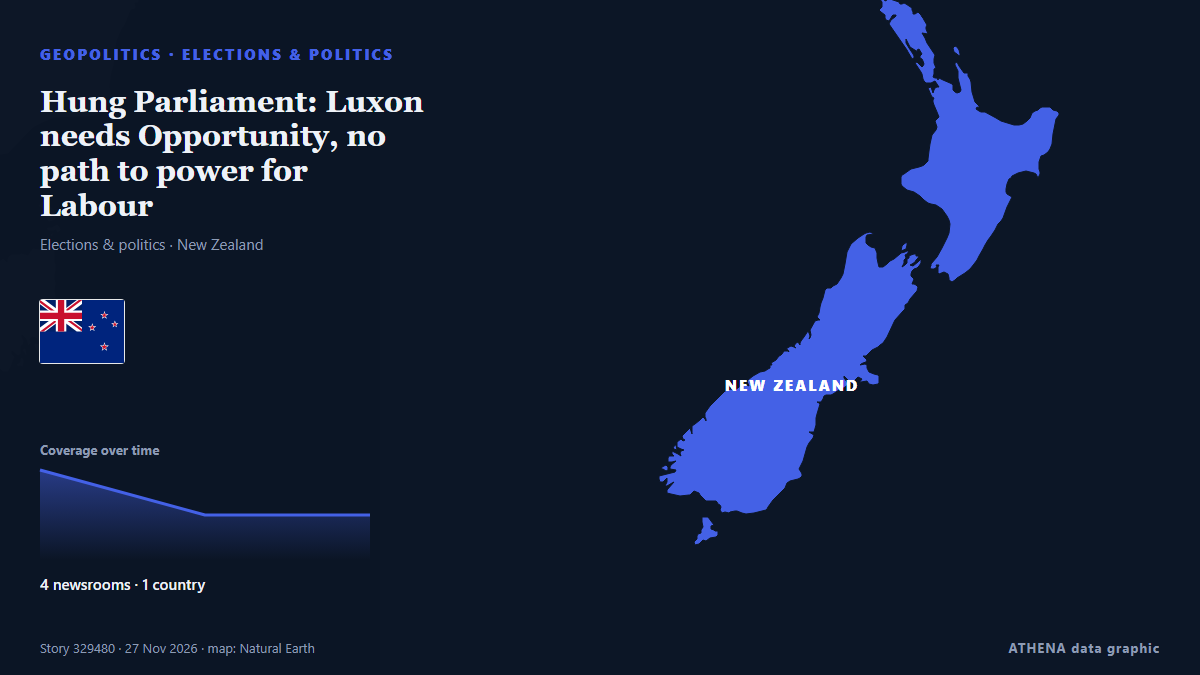 GEOPOLITICS · ELECTIONS & POLITICS
Hung Parliament: Luxon
needs Opportunity, no
path to power for
Labour
Elections & politics · New Zealand
NEW ZEALAND
Coverage over time
4 newsrooms · 1 country
Story 329480 · 27 Nov 2026 · map: Natural Earth
ATHENA data graphic